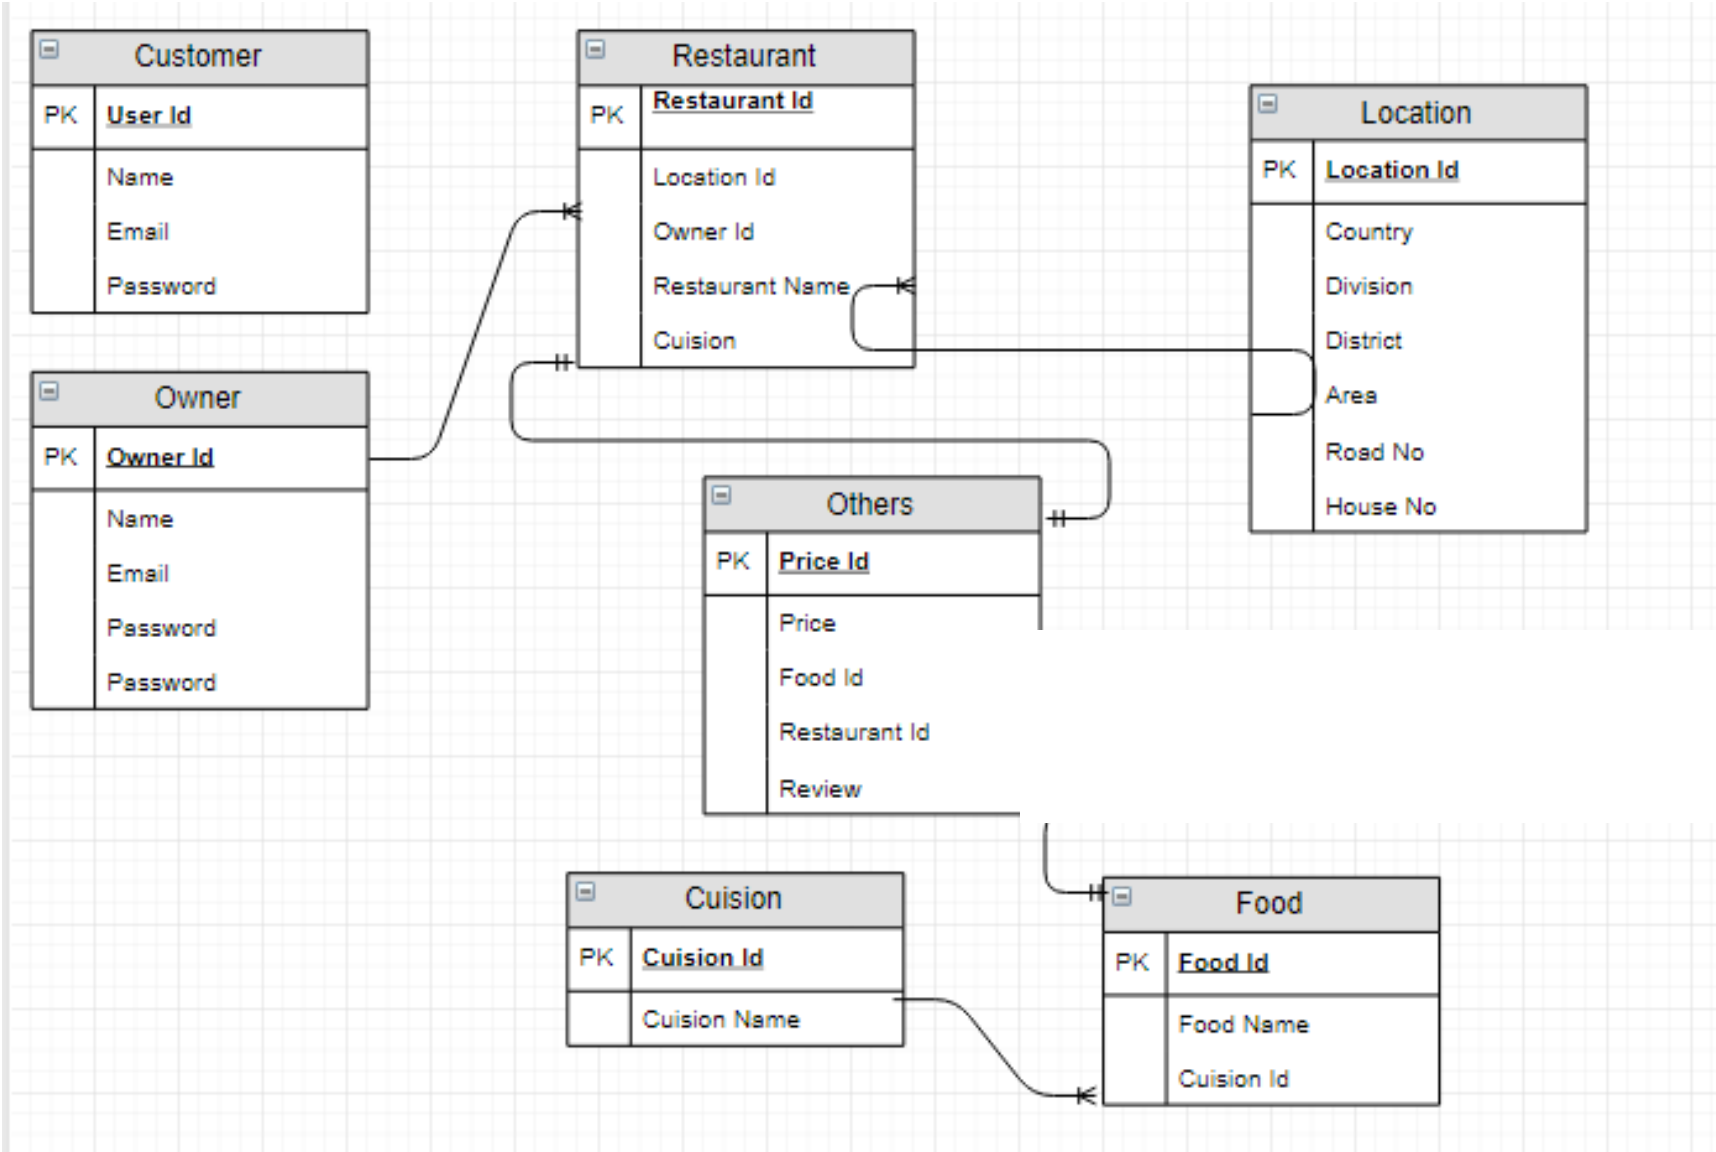 Customer
PK User Id
Name
Email
Password
Restaurant
PK Restaurant Id
Location Id
Owner Id
Restaurant Name
Cuision
Location
PK Location Id
Country
Division
District
Area
Road No
House No
Owner
PK Owner Id
Name
Email
Password
Password
Others
PK Price Id
Price
Food Id
Restaurant Id
Review
Cuision
PK Cuision Id
Cuision Name
Food
PK Food Id
Food Name
Cuision Id